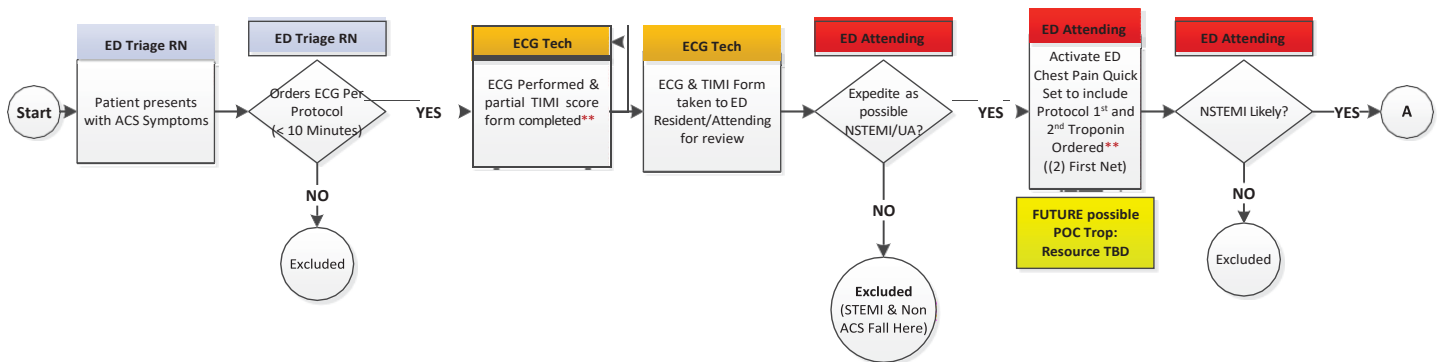 Start
ED Triage RN
Patient presents
with ACS Symptoms
ED Triage RN
Orders ECG Per
Protocol
(< 10 Minutes)
YES
NO
Excluded
ECG Tech
ECG Performed &
partial TIMI score
form completed**
ECG Tech
ECG & TIMI Form
taken to ED
Resident/Attending
for review
ED Attending
Expedite as
possible
NSTEMI/UA?
YES
NO
Excluded
(STEMI & Non
ACS Fall Here)
ED Attending
Activate ED
Chest Pain Quick
Set to include
Protocol 1st and
2nd Troponin
Ordered**
((2) First Net)
FUTURE possible
POC Trop:
Resource TBD
ED Attending
NSTEMI Likely?
YES
NO
Excluded
A